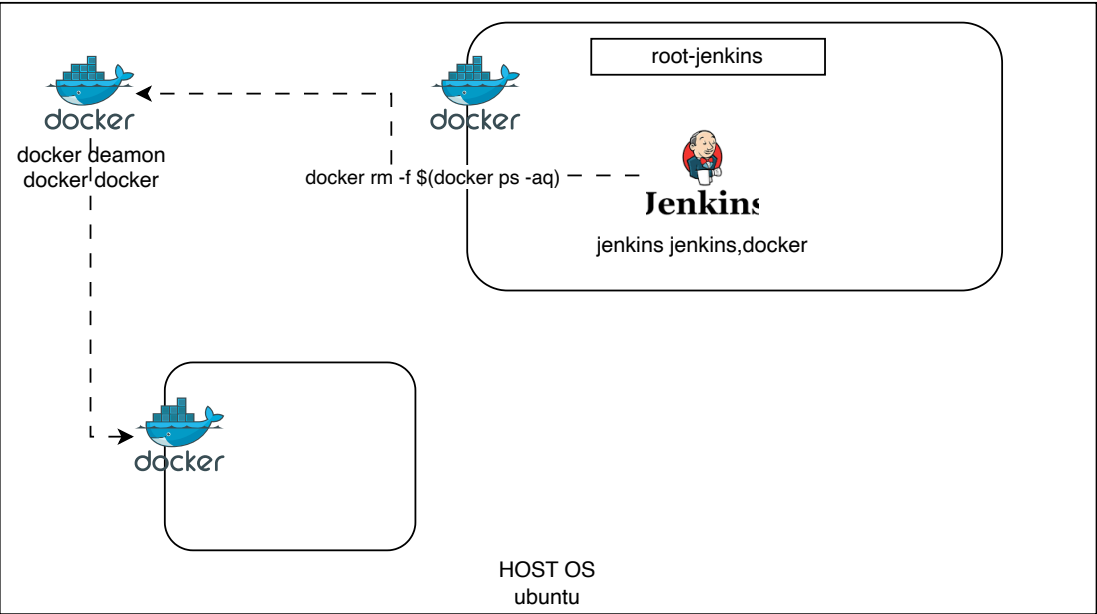 root-jenkins
docker
docker
docker deamon
docker docker
docker rm -f $(docker ps -aq)
Jenkins
jenkins jenkins,docker
docker
HOST OS
ubuntu